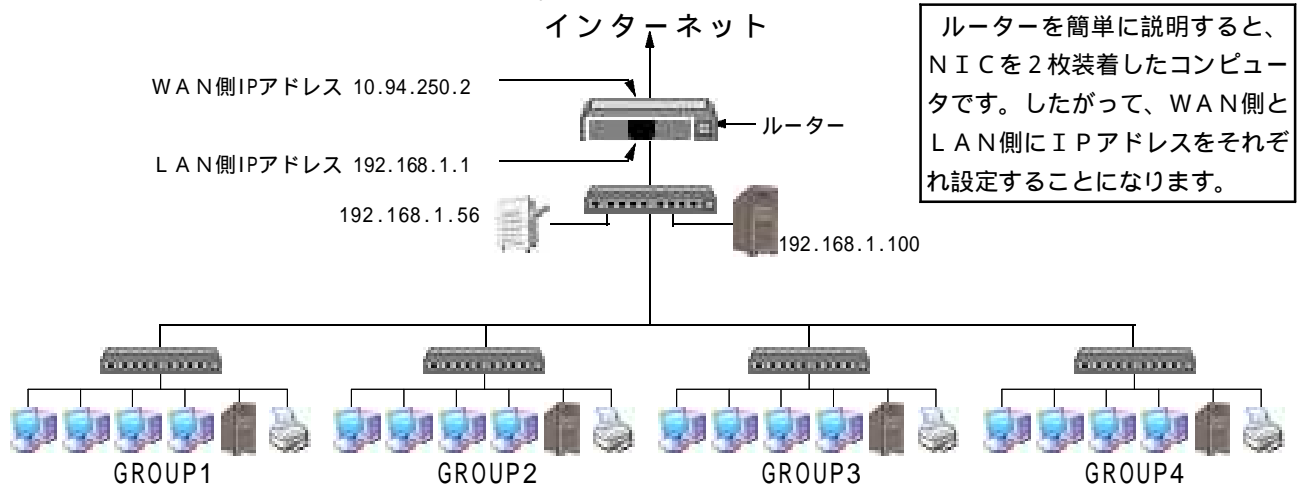 インターネット
ルーターを簡単に説明すると、
ＮＩＣを２枚装着したコンピュー
タです。したがって、ＷＡＮ側と
ＬＡＮ側にＩＰアドレスをそれぞ
れ設定することになります。
ＷＡＮ側IPアドレス 10.94.250.2
ルーター
ＬＡＮ側IPアドレス 192.168.1.1
192.168.1.56
192.168.1.100
GROUP1 GROUP2 GROUP3 GROUP4